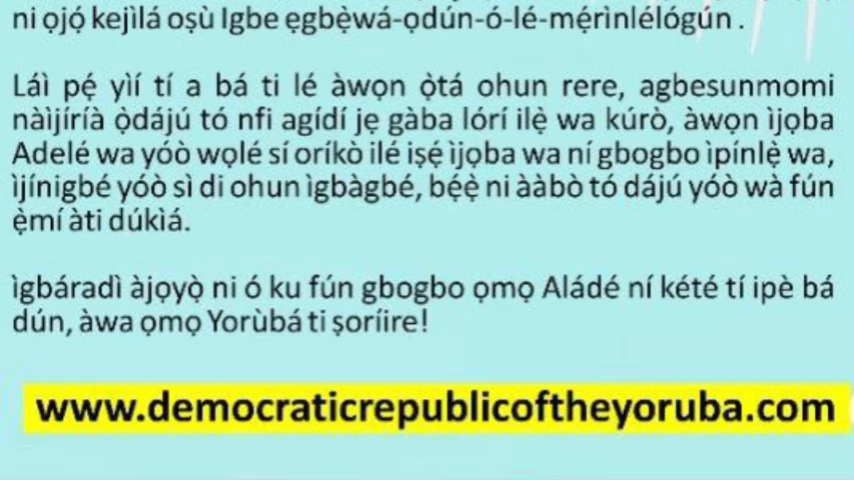 ni ọjọ́ kejìlá oṣù Igbe ẹgbẹ̀wá-ọdún-ó-lé-mẹ́rìnlélógún .
Láì pẹ́ yìí tí a bá ti lé àwọn ọ̀tá ohun rere, agbesunmomi
nàìjíríà ọ̀dájú tó nfi agídí jẹ gàba lórí ilẹ̀ wa kúrò, àwọn ìjọba
Adelé wa yóò wọlé sí oríkò ilé iṣẹ́ ìjọba wa ní gbogbo ìpínlẹ̀ wa,
ìjínigbé yóò sì di ohun ìgbàgbé, bẹ́ẹ̀ ni ààbò tó dájú yóò wà fún
ẹ̀mí àti dúkìá.
ìgbáradì àjọyọ̀ ni ó ku fún gbogbo ọmọ Aládé ní kété tí ipè bá
dún, àwa ọmọ Yorùbá ti ṣoríire!
www.democraticrepublicoftheyoruba.com